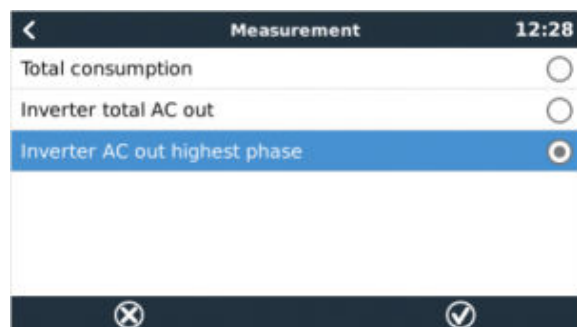 Measurement 12:28
Total consumption
Inverter total AC out
Inverter AC out highest phase